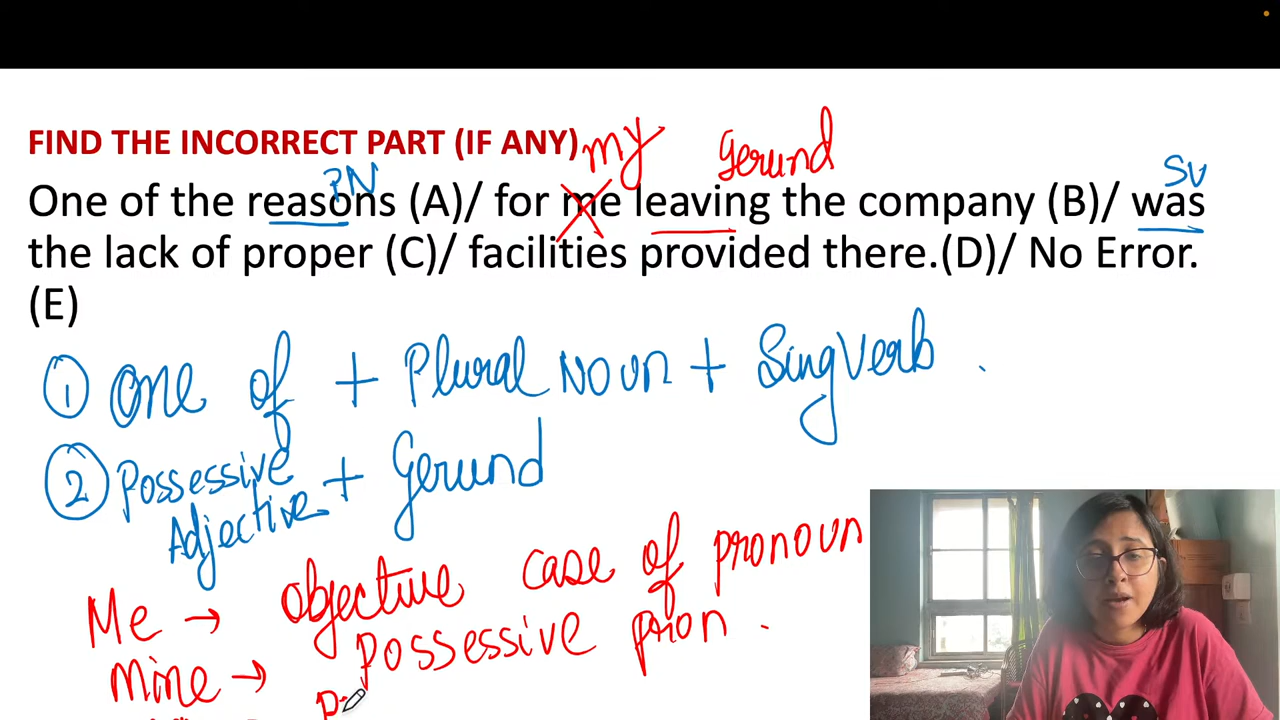 FIND THE INCORRECT PART (IF ANY)
my Gerund
PN SV
One of the reasons (A)/ for me leaving the company (B)/ was
the lack of proper (C)/ facilities provided there.(D)/ No Error.
(E)
① One of + Plural Noun + Sing Verb .
② Possessive Adjective + Gerund
Me → Objective case of pronoun
Mine → Possessive pron .